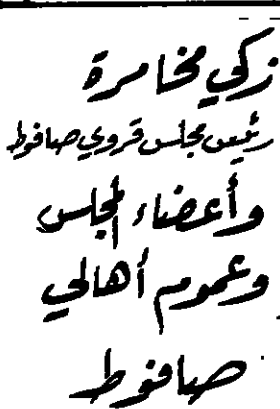 زكي مخامرة
رئيس مجلس قروي صافوط
وأعضاء المجلس
وعموم أهالي
صافوط